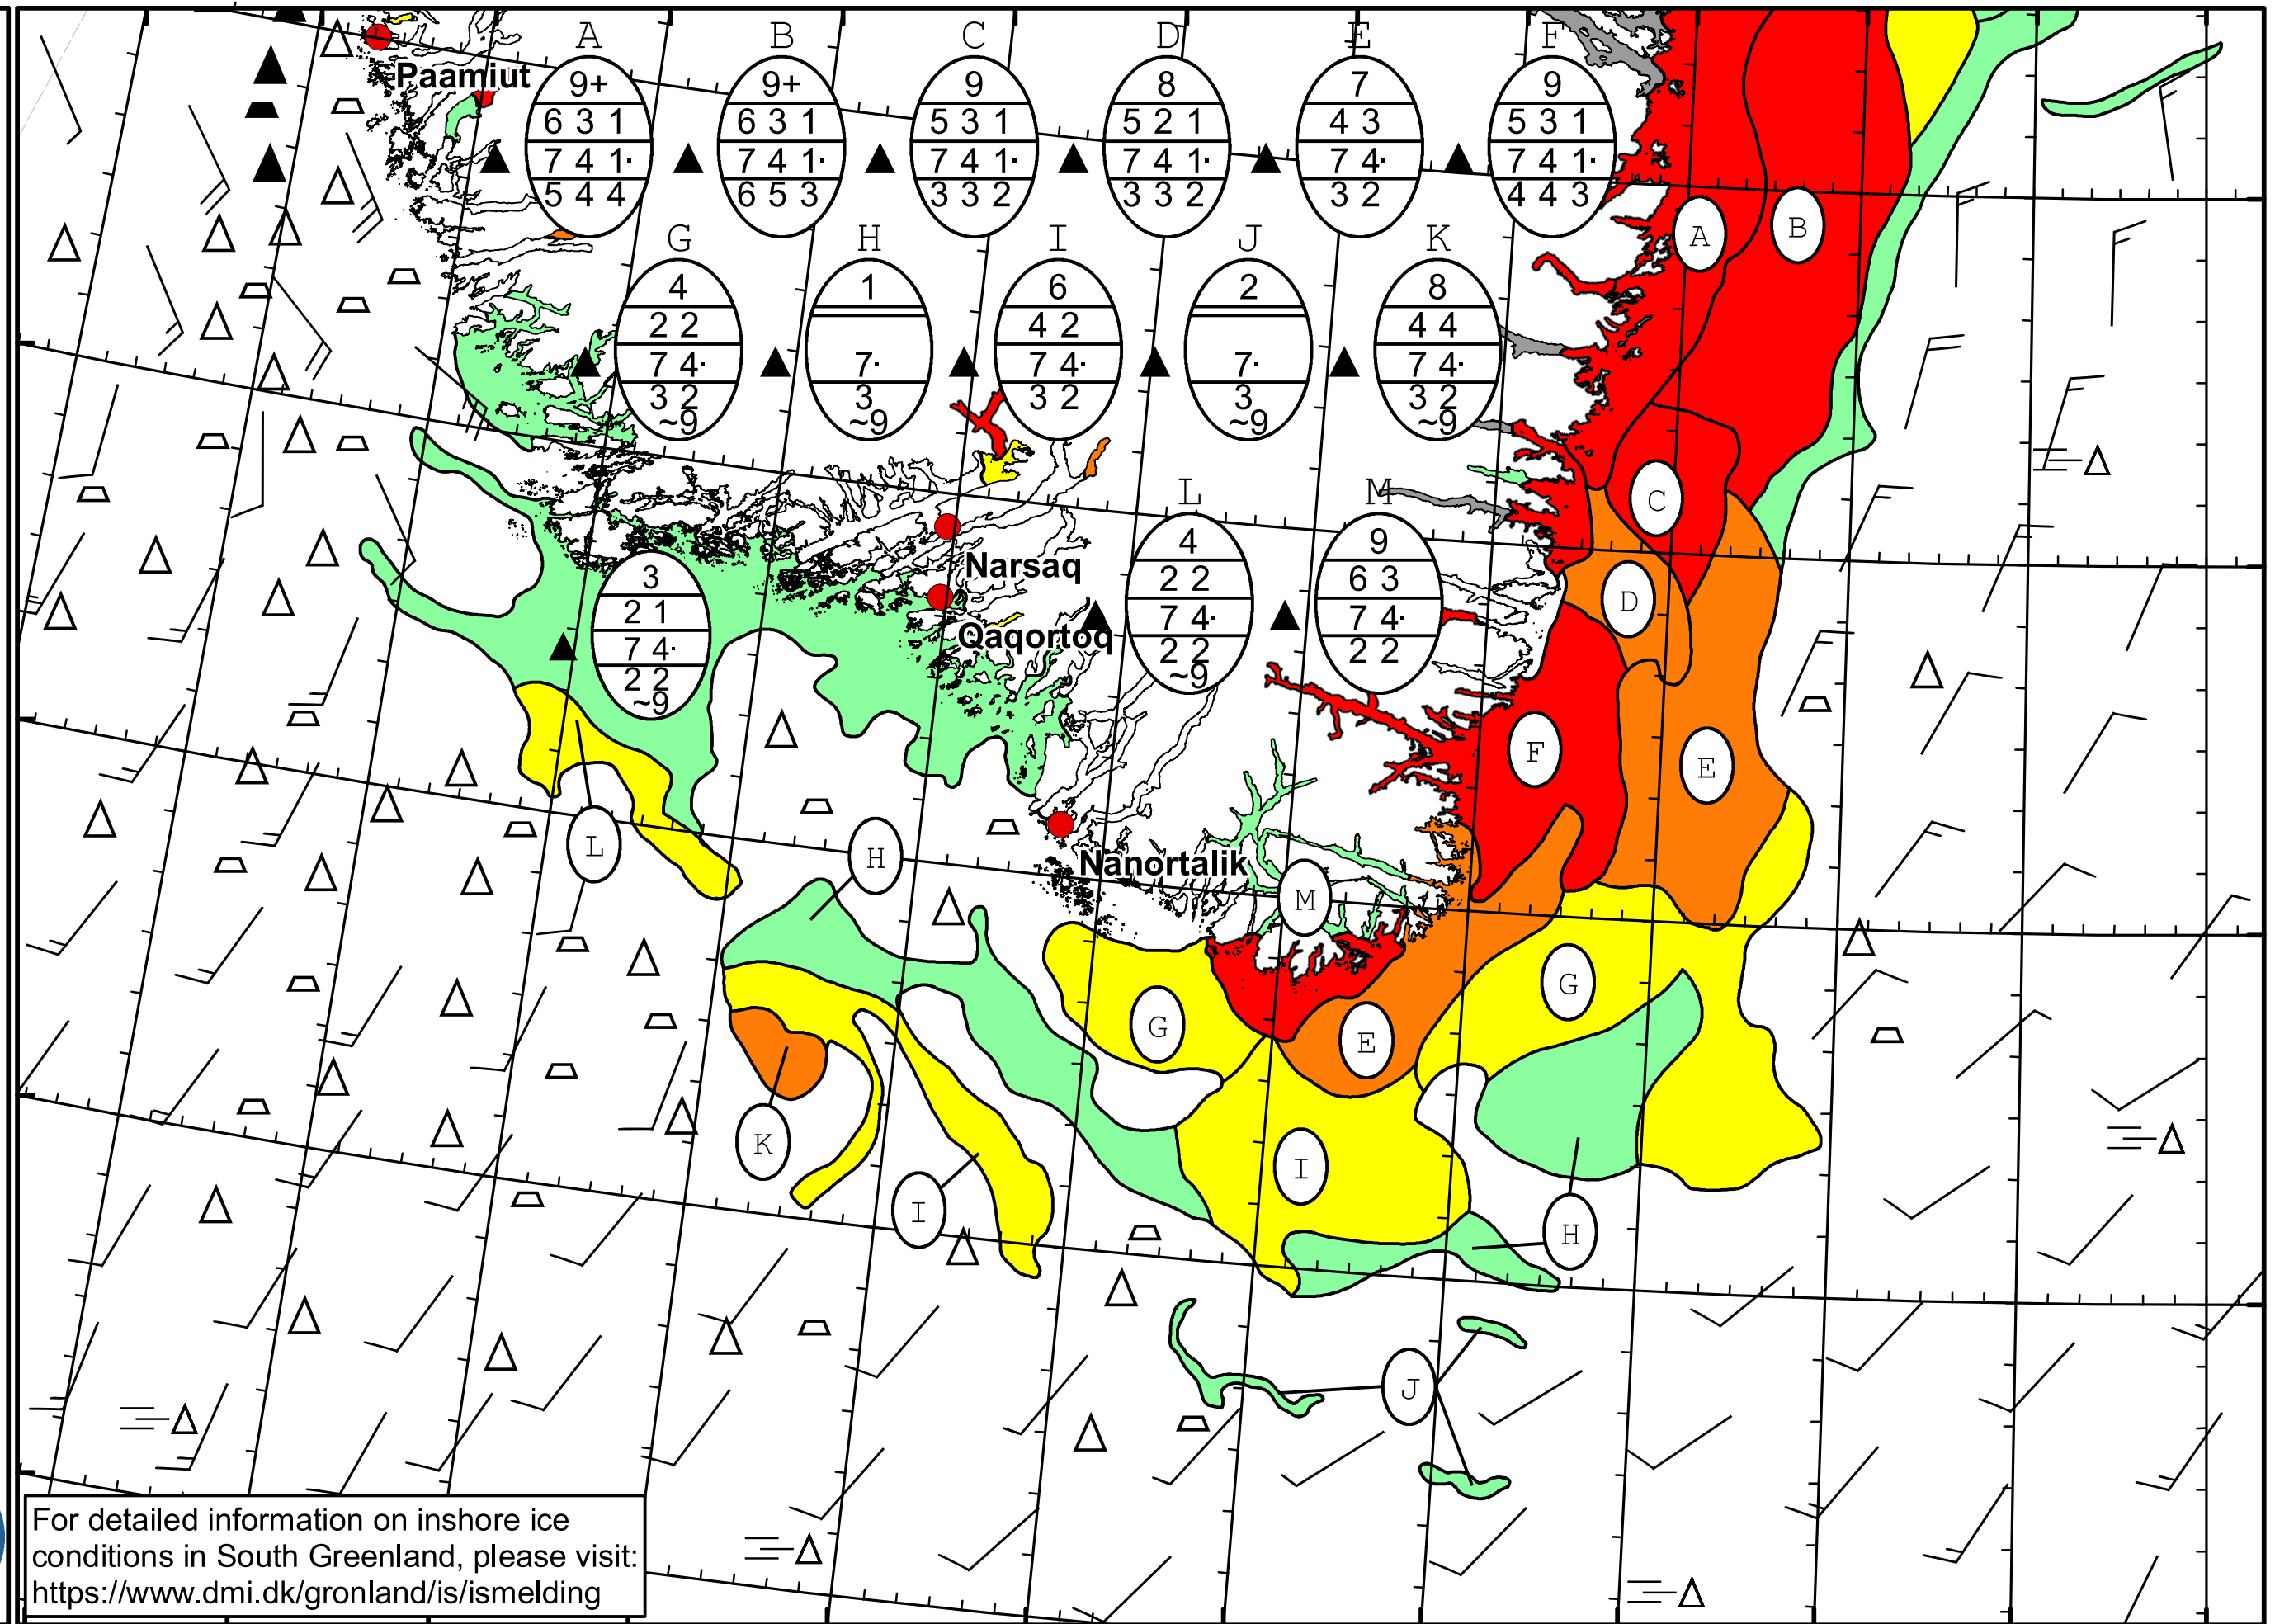 A B C D E F
Paamiut
9+ 9+ 9 8 7 9
6 3 1 6 3 1 5 3 1 5 2 1 4 3 5 3 1
7 4 1· 7 4 1· 7 4 1· 7 4 1· 7 4· 7 4 1·
5 4 4 6 5 3 3 3 2 3 3 2 3 2 4 4 3
G H I J K
4 1 6 2 8
2 2 4 2 4 4
7 4· 7· 7 4· 7· 7 4·
3 2 3 3 2 3 3 2
~9 ~9 ~9 ~9
A B
C
L M
4 9
2 2 6 3
7 4· 7 4·
2 2 2 2
~9
3
2 1
7 4·
2 2
~9
Narsaq
Qaqortoq
D
F
E
L
H
Nanortalik
M
G
G
E
K
I
I
H
J
For detailed information on inshore ice
conditions in South Greenland, please visit:
https://www.dmi.dk/gronland/is/ismelding